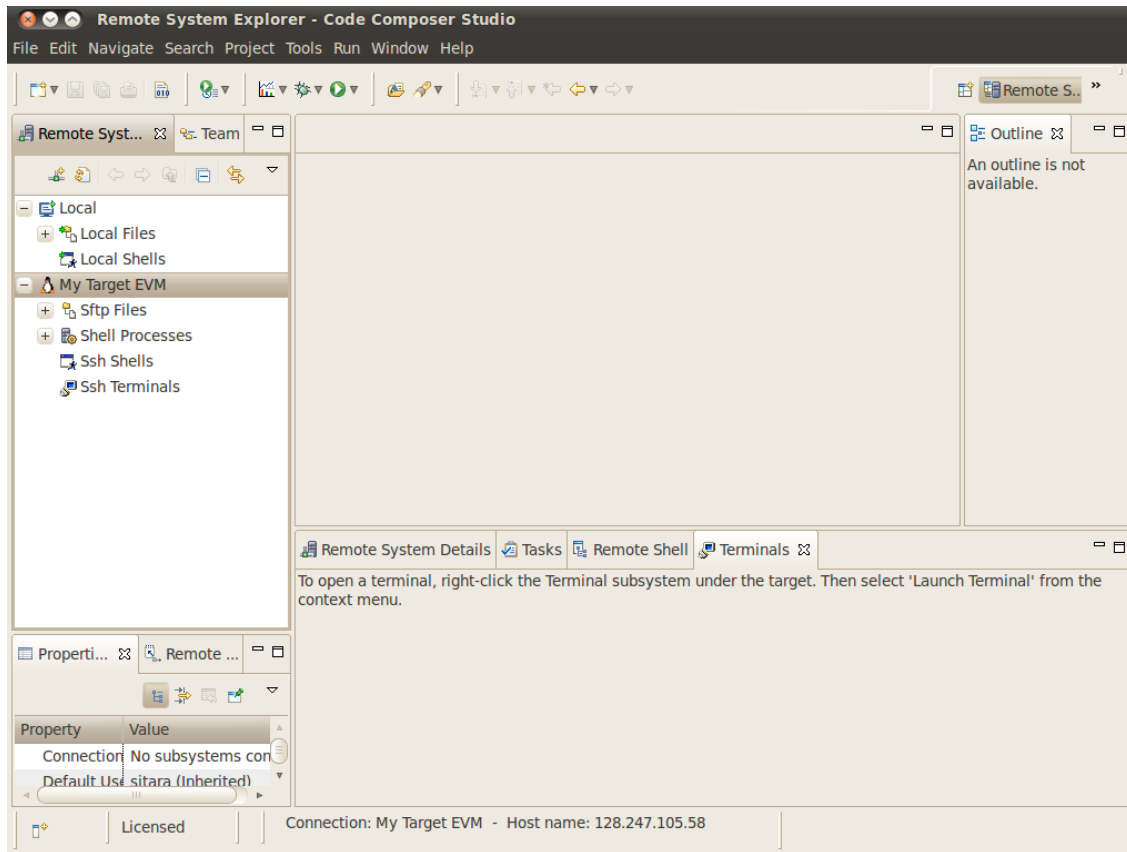 Remote System Explorer - Code Composer Studio
File Edit Navigate Search Project Tools Run Window Help
Remote S..
Remote Syst...
Team
Outline
An outline is not
available.
Local
Local Files
Local Shells
My Target EVM
Sftp Files
Shell Processes
Ssh Shells
Ssh Terminals
Remote System Details
Tasks
Remote Shell
Terminals
To open a terminal, right-click the Terminal subsystem under the target. Then select 'Launch Terminal' from the
context menu.
Properti...
Remote ...
Property Value
Connection No subsystems con
Default Use sitara (Inherited)
Licensed
Connection: My Target EVM - Host name: 128.247.105.58